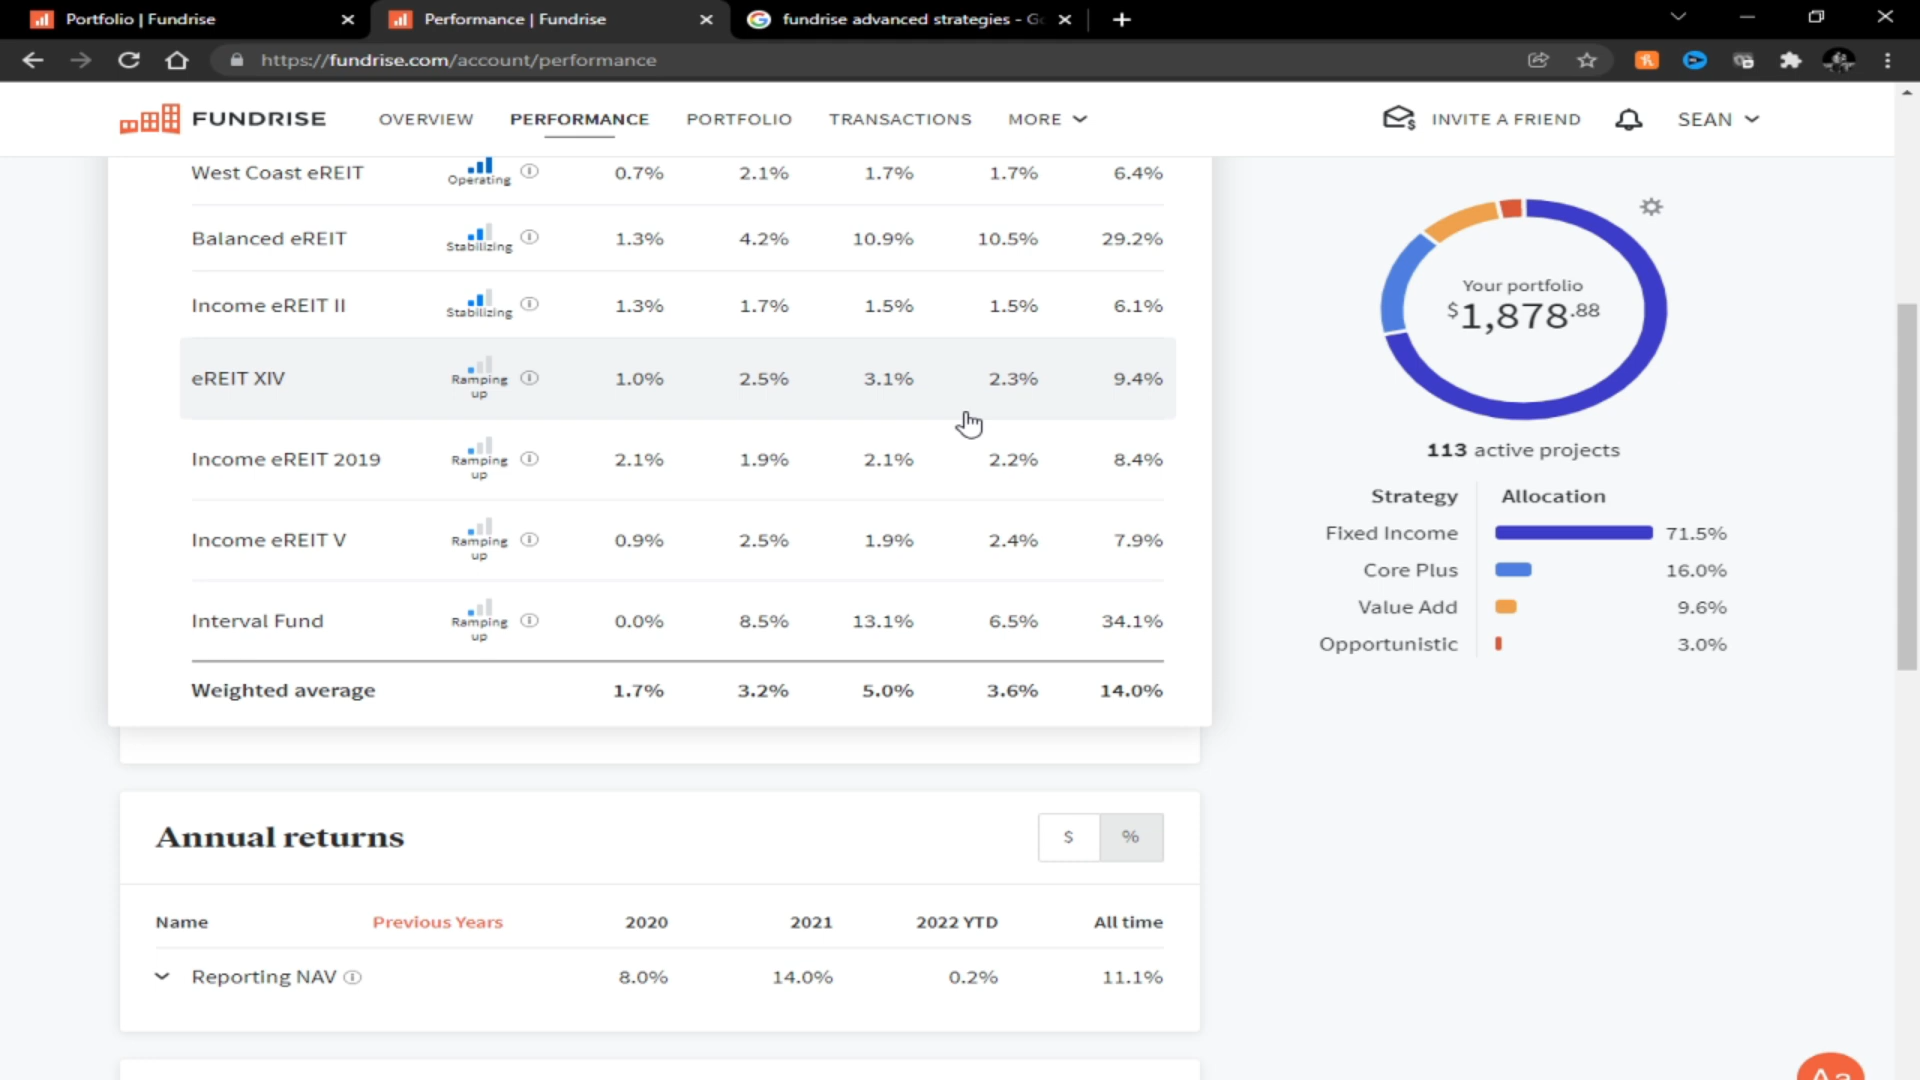 Portfolio | Fundrise
Performance | Fundrise
fundrise advanced strategies - Go
https://fundrise.com/account/performance
FUNDRISE
OVERVIEW PERFORMANCE PORTFOLIO TRANSACTIONS MORE
INVITE A FRIEND
SEAN
West Coast eREIT Operating 0.7% 2.1% 1.7% 1.7% 6.4%
Balanced eREIT Stabilizing 1.3% 4.2% 10.9% 10.5% 29.2%
Income eREIT II Stabilizing 1.3% 1.7% 1.5% 1.5% 6.1%
eREIT XIV Ramping up 1.0% 2.5% 3.1% 2.3% 9.4%
Income eREIT 2019 Ramping up 2.1% 1.9% 2.1% 2.2% 8.4%
Income eREIT V Ramping up 0.9% 2.5% 1.9% 2.4% 7.9%
Interval Fund Ramping up 0.0% 8.5% 13.1% 6.5% 34.1%
Weighted average 1.7% 3.2% 5.0% 3.6% 14.0%
Your portfolio
$1,878.88
113 active projects
Strategy Allocation
Fixed Income 71.5%
Core Plus 16.0%
Value Add 9.6%
Opportunistic 3.0%
Annual returns
$ %
Name Previous Years 2020 2021 2022 YTD All time
Reporting NAV 8.0% 14.0% 0.2% 11.1%
Aa